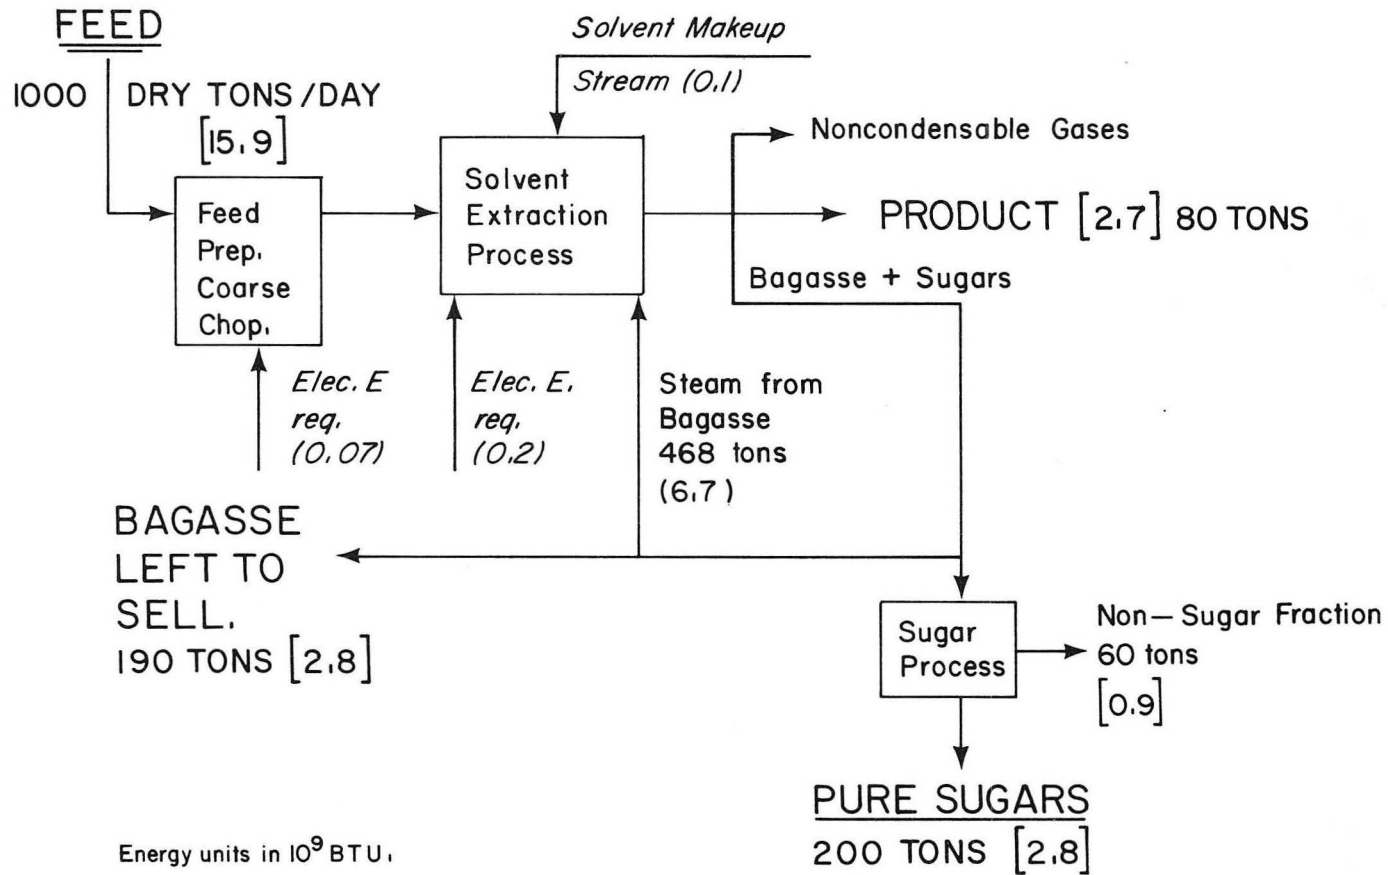 FEED
1000 DRY TONS/DAY
[15.9]
Solvent Makeup
Stream (0.1)
Feed
Prep.
Coarse
Chop.
Solvent
Extraction
Process
Noncondensable Gases
PRODUCT [2.7] 80 TONS
Bagasse + Sugars
Elec. E
req.
(0.07)
Elec. E.
req.
(0.2)
Steam from
Bagasse
468 tons
(6.7)
BAGASSE
LEFT TO
SELL.
190 TONS [2.8]
Sugar
Process
Non-Sugar Fraction
60 tons
[0.9]
PURE SUGARS
200 TONS [2.8]
Energy units in 10⁹ BTU.